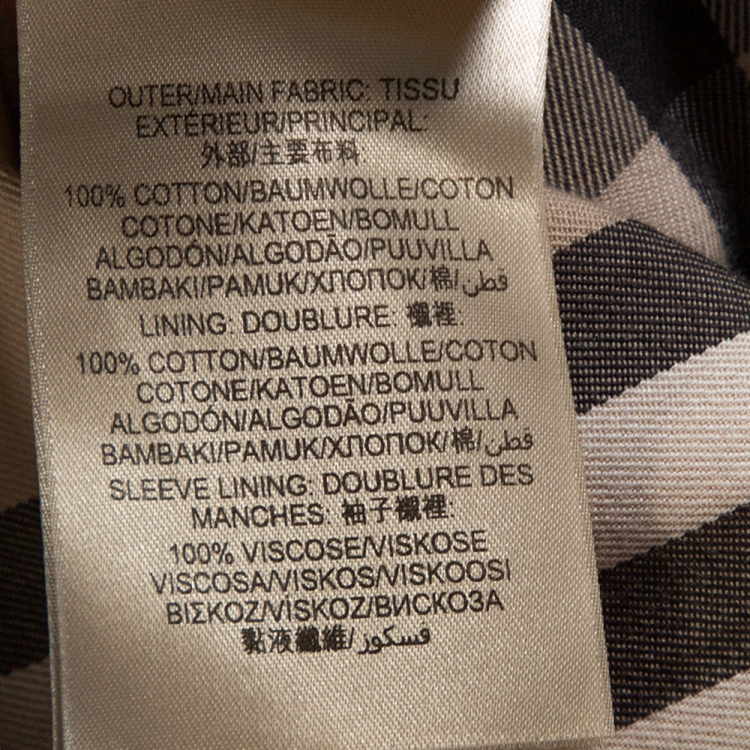 OUTER/MAIN FABRIC: TISSU
EXTÉRIEUR/PRINCIPAL:
外部/主要布料:
100% COTTON/BAUMWOLLE/COTON
COTONE/KATOEN/BOMULL
ALGODÓN/ALGODÃO/PUUVILLA
BAMBAKI/PAMUK/ХЛОПОК/棉/قطن
LINING: DOUBLURE: 襯裡:
100% COTTON/BAUMWOLLE/COTON
COTONE/KATOEN/BOMULL
ALGODÓN/ALGODÃO/PUUVILLA
BAMBAKI/PAMUK/ХЛОПОК/棉/قطن
SLEEVE LINING: DOUBLURE DES
MANCHES: 袖子襯裡:
100% VISCOSE/VISKOSE
VISCOSA/VISKOS/VISKOOSI
ΒΙΣΚΟΖ/VISKOZ/ВИСКОЗА
黏液纖維/فسكوز